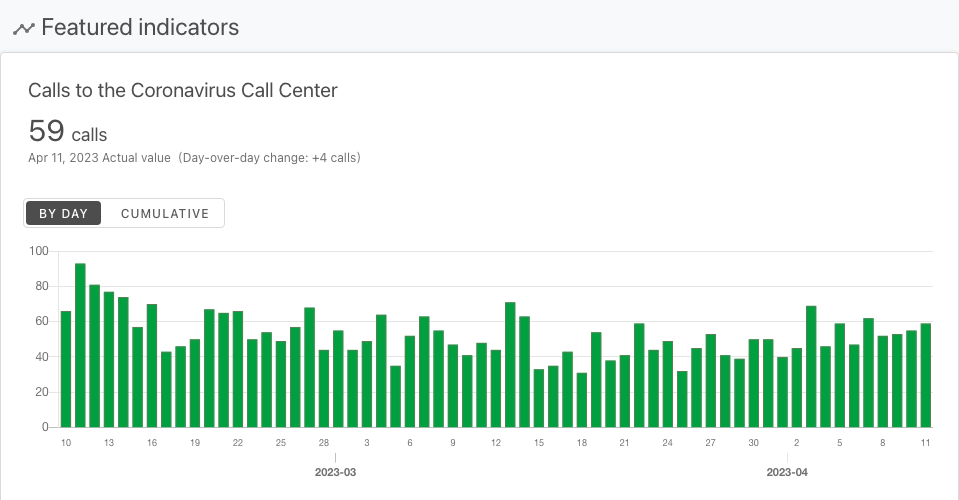 Featured indicators
Calls to the Coronavirus Call Center
59 calls
Apr 11, 2023 Actual value (Day-over-day change: +4 calls)
BY DAY CUMULATIVE
100
80
60
40
20
0
10 13 16 19 22 25 28 3 6 9 12 15 18 21 24 27 30 2 5 8 11
2023-03 2023-04